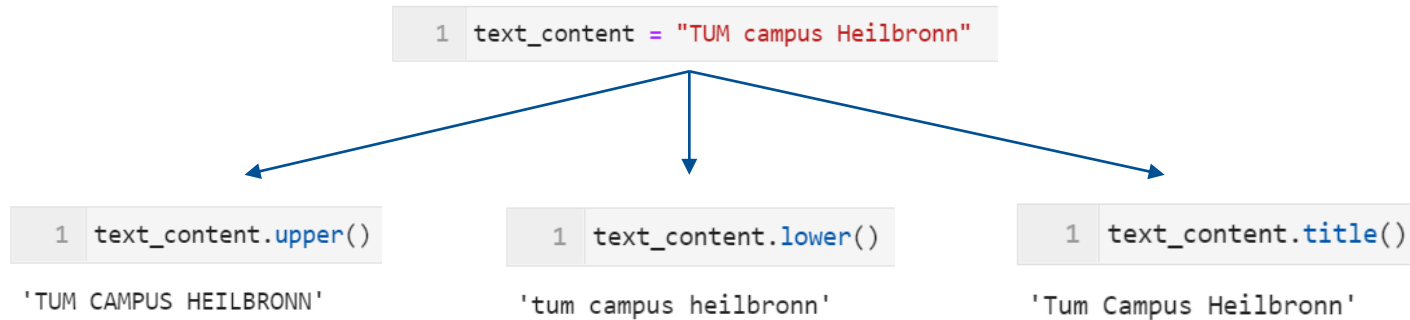 1 text_content = "TUM campus Heilbronn"
1 text_content.upper()
'TUM CAMPUS HEILBRONN'
1 text_content.lower()
'tum campus heilbronn'
1 text_content.title()
'Tum Campus Heilbronn'